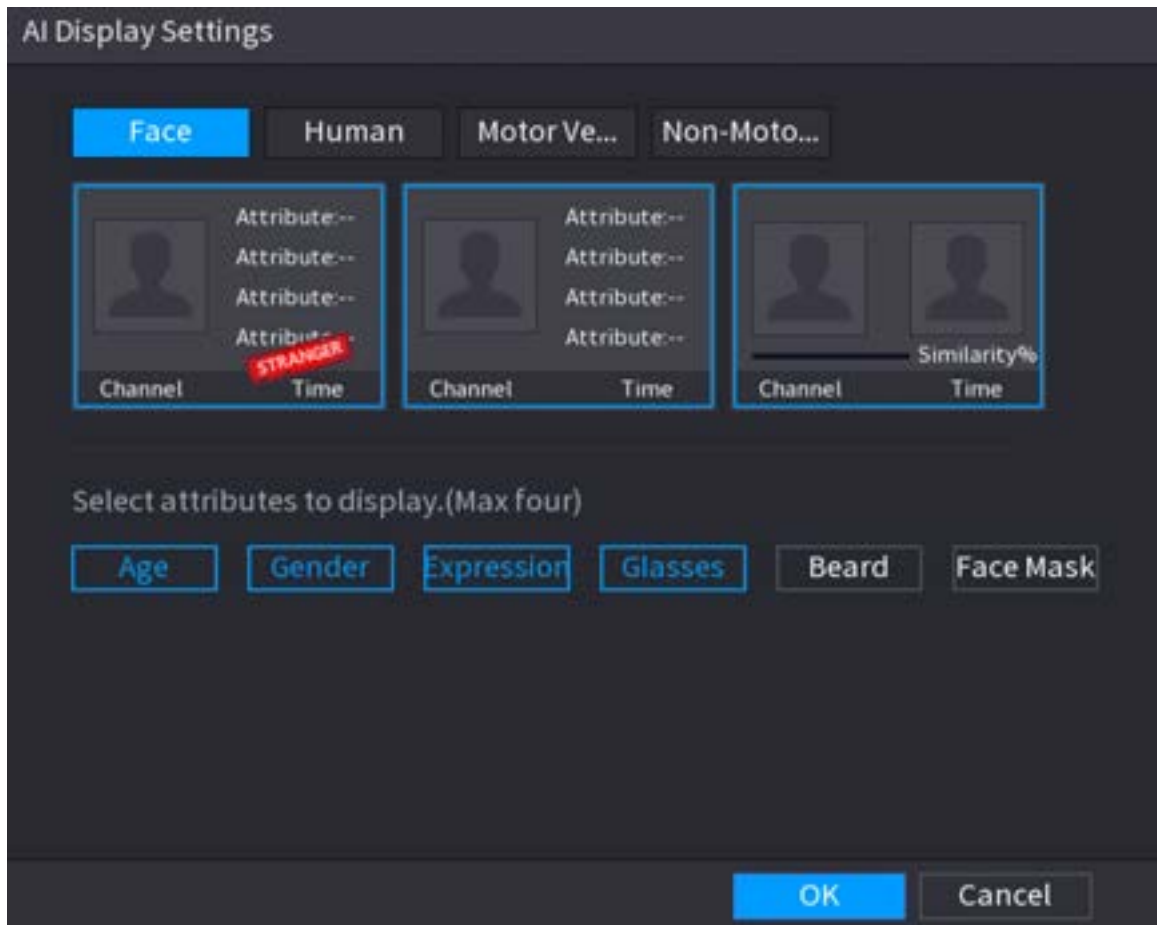 AI Display Settings
Face Human Motor Ve... Non-Moto...
Attribute:-- Attribute:--
Attribute:-- Attribute:--
Attribute:-- Attribute:--
Attribute:-- Attribute:--
STRANGER Similarity%
Channel Time Channel Time Channel Time
Select attributes to display.(Max four)
Age Gender Expression Glasses Beard Face Mask
OK Cancel